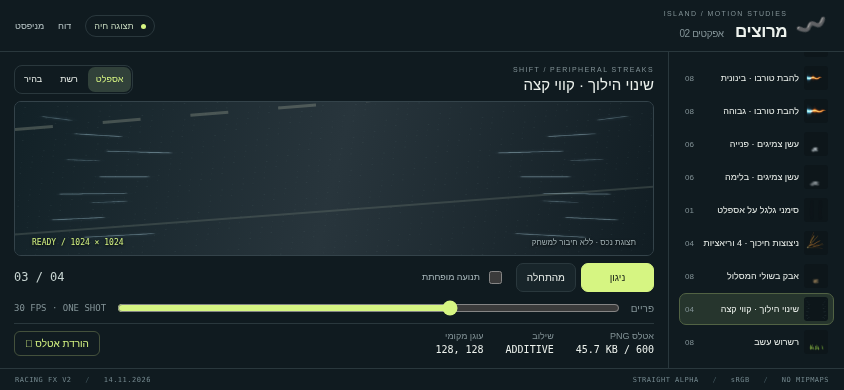 ISLAND / MOTION STUDIES
מרוצים אפקטים 02
תצוגה חיה
דוח
מניפסט
להבת טורבו · בינונית 08
להבת טורבו · גבוהה 08
עשן צמיגים · פנייה 06
עשן צמיגים · בלימה 06
סימני גלגל על אספלט 01
ניצוצות חיכוך · 4 וריאציות 04
אבק בשולי המסלול 08
שינוי הילוך · קווי קצה 04
רשרוש עשב 08
SHIFT / PERIPHERAL STREAKS
שינוי הילוך · קווי קצה
אספלט
רשת
בהיר
תצוגת נכס · ללא חיבור למשחק
READY / 1024 × 1024
ניגון
מהתחלה
תנועה מופחתת
03 / 04
פריים
30 FPS · ONE SHOT
אטלס PNG
45.7 KB / 600
שילוב
ADDITIVE
עוגן מקומי
128, 128
הורדת אטלס
RACING FX V2 / 14.11.2026
STRAIGHT ALPHA / sRGB / NO MIPMAPS